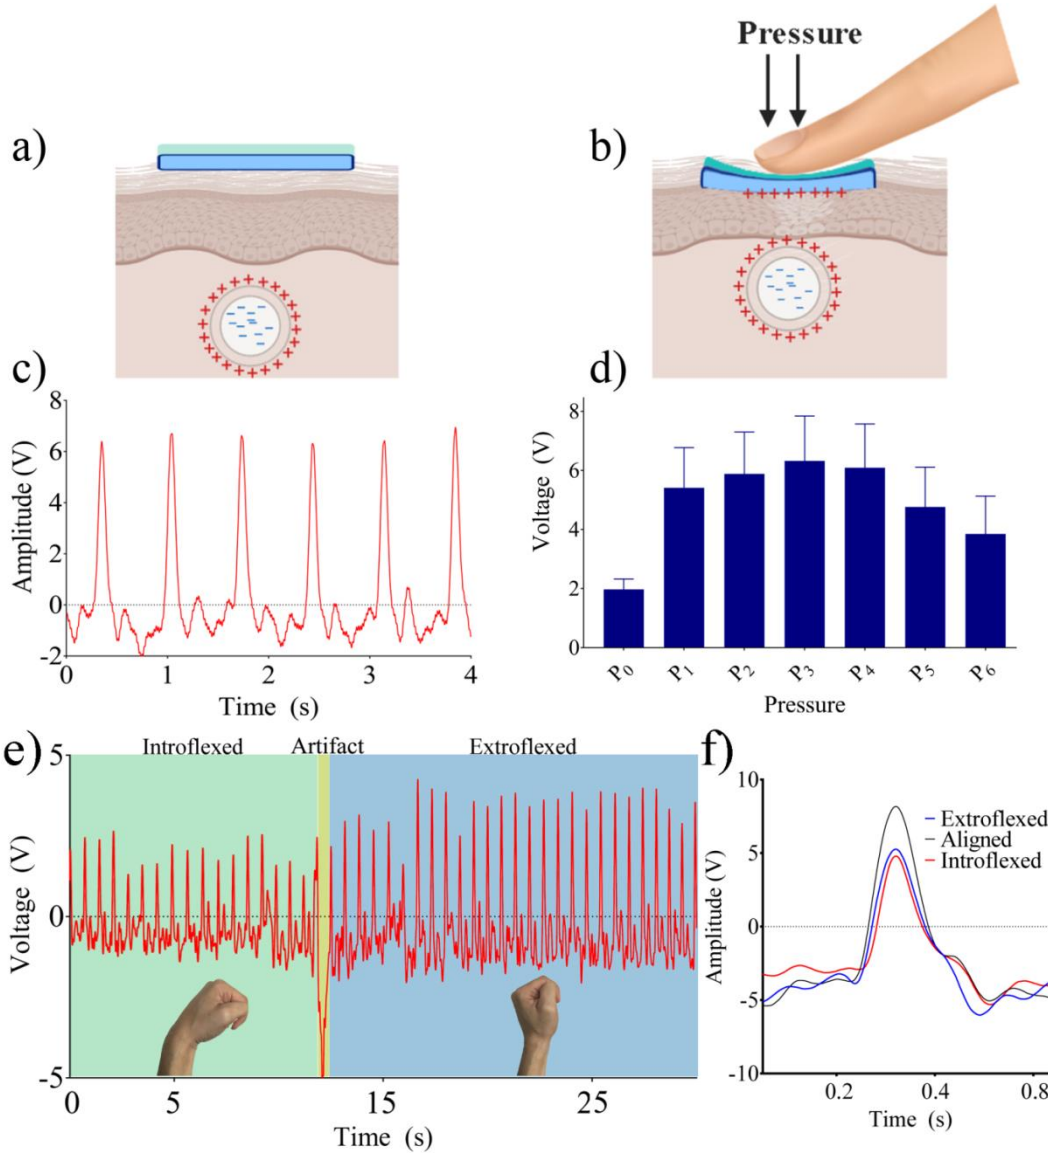 Pressure
a)
b)
+ + + + + + + +
c)
d)
8
6
4
2
0
-2
Amplitude (V)
0 1 2 3 4
Time (s)
8
6
4
2
0
Voltage (V)
P0 P1 P2 P3 P4 P5 P6
Pressure
e)
Introflexed Artifact Extroflexed
5
0
-5
Voltage (V)
0 5 15 25
Time (s)
f)
10
5
0
-5
-10
Amplitude (V)
Extroflexed
Aligned
Introflexed
0.2 0.4 0.8
Time (s)